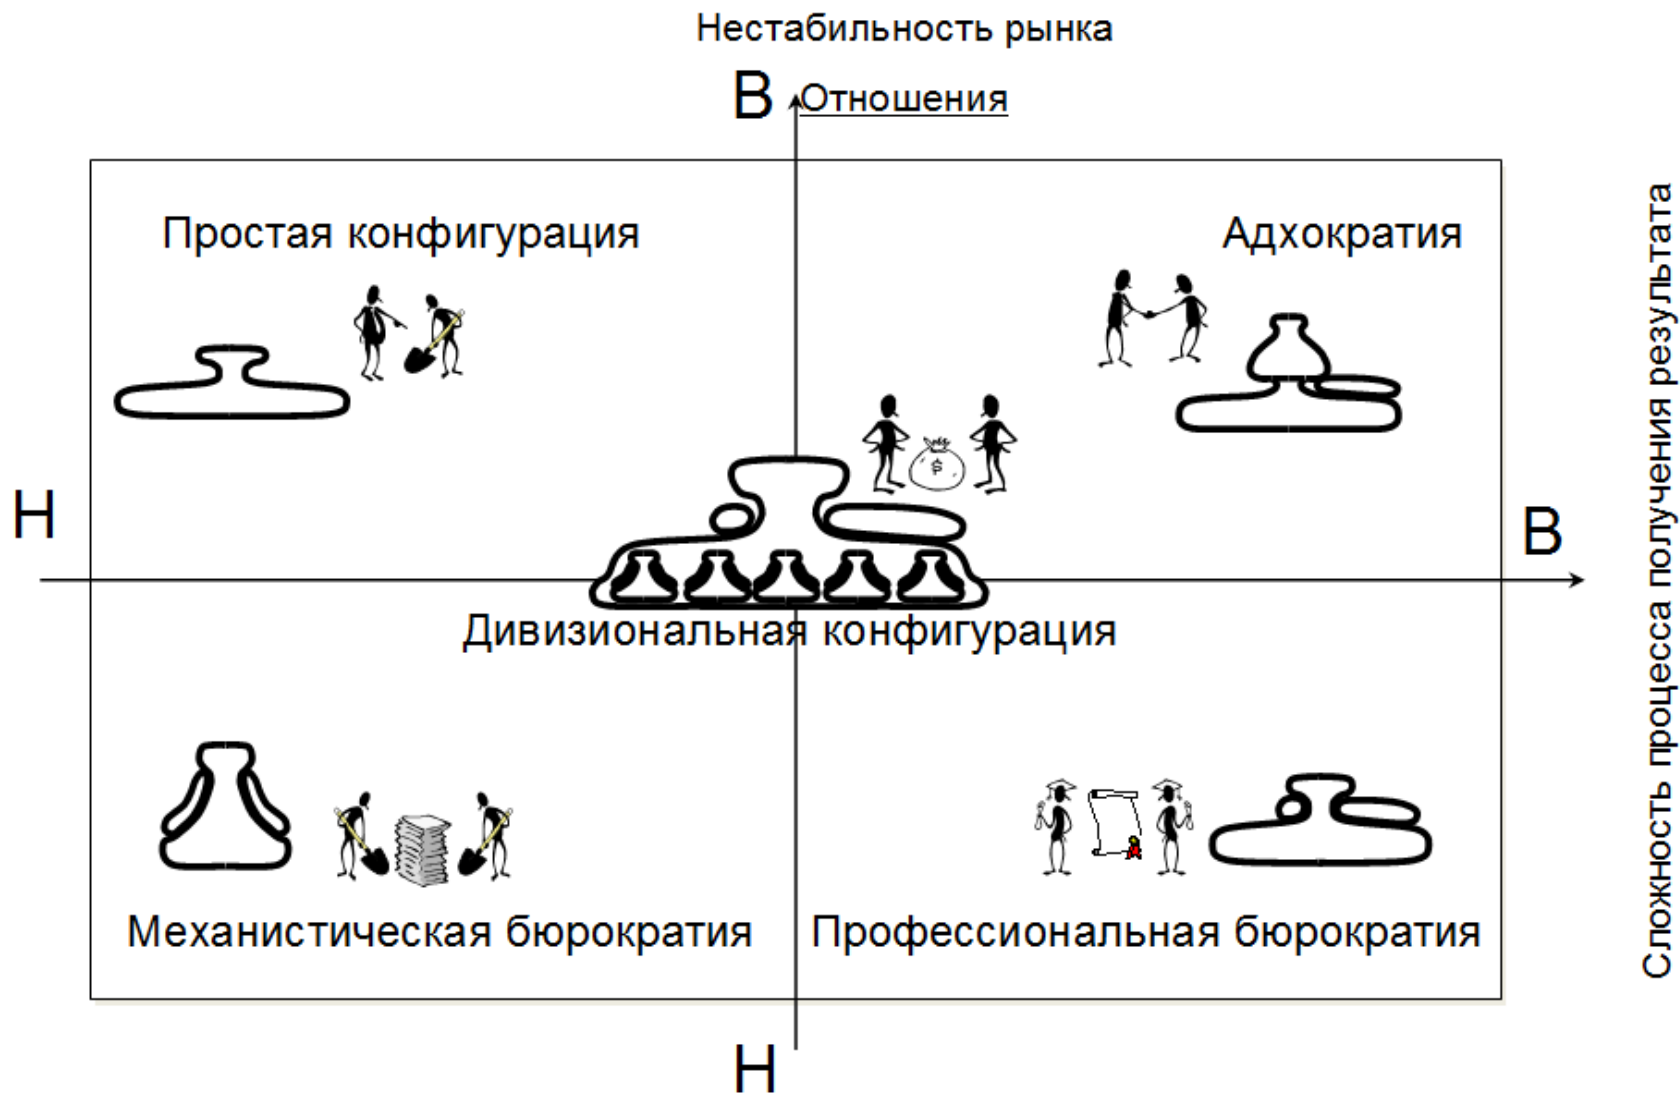 Нестабильность рынка
В
Отношения
Простая конфигурация
Адхократия
$
Н
В
Дивизиональная конфигурация
Механистическая бюрократия
Профессиональная бюрократия
Н
Сложность процесса получения результата